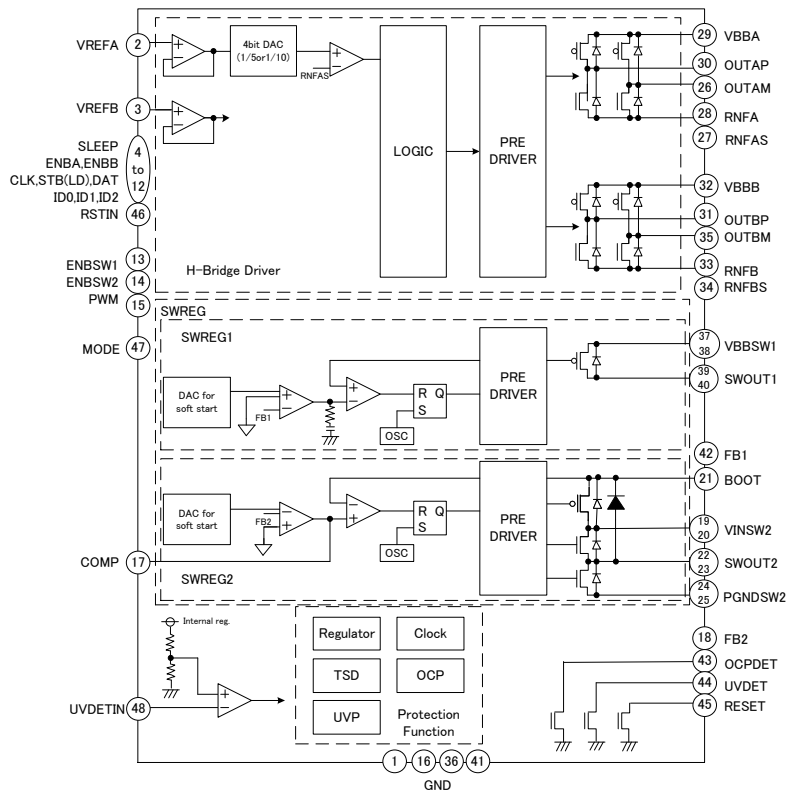 VREFA
2
+
−
4bit DAC
(1/5or1/10)
+
−
RNFAS
VREFB
3
+
−
SLEEP
ENBA,ENBB
CLK,STB(LD),DAT
ID0,ID1,ID2
4
to
12
RSTIN
46
ENBSW1
13
ENBSW2
14
PWM
15
MODE
47
LOGIC
PRE
DRIVER
H-Bridge Driver
29
VBBA
30
OUTAP
26
OUTAM
28
RNFA
27
RNFAS
32
VBBB
31
OUTBP
35
OUTBM
33
RNFB
34
RNFBS
SWREG
SWREG1
DAC for
soft start
+
+
−
FB1
+
−
R Q
S
OSC
PRE
DRIVER
37
38
VBBSW1
39
40
SWOUT1
42
FB1
21
BOOT
DAC for
soft start
FB2
−
−
+
−
+
R Q
S
OSC
PRE
DRIVER
SWREG2
19
20
VINSW2
22
23
SWOUT2
24
25
PGNDSW2
COMP
17
18
FB2
43
OCPDET
44
UVDET
45
RESET
Internal reg.
+
−
UVDETIN
48
Regulator
Clock
TSD
OCP
UVP
Protection
Function
1
16
36
41
GND